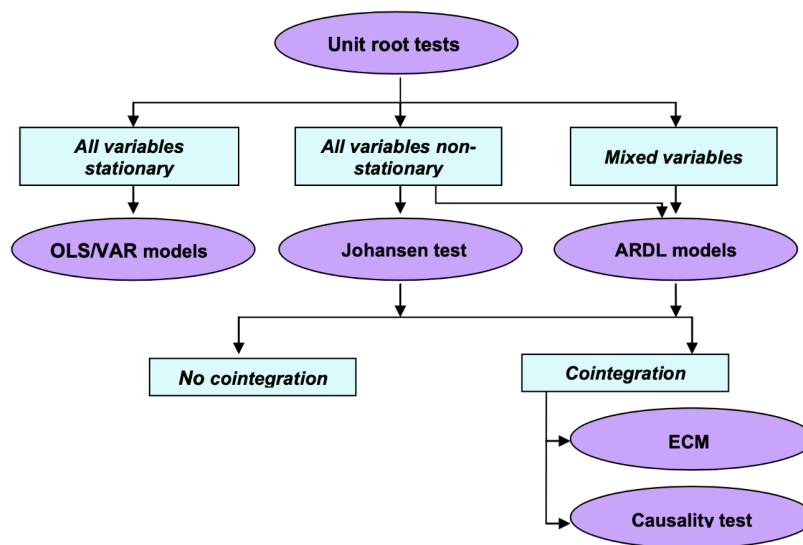 Unit root tests
All variables
stationary
All variables non-
stationary
Mixed variables
OLS/VAR models
Johansen test
ARDL models
No cointegration
Cointegration
ECM
Causality test